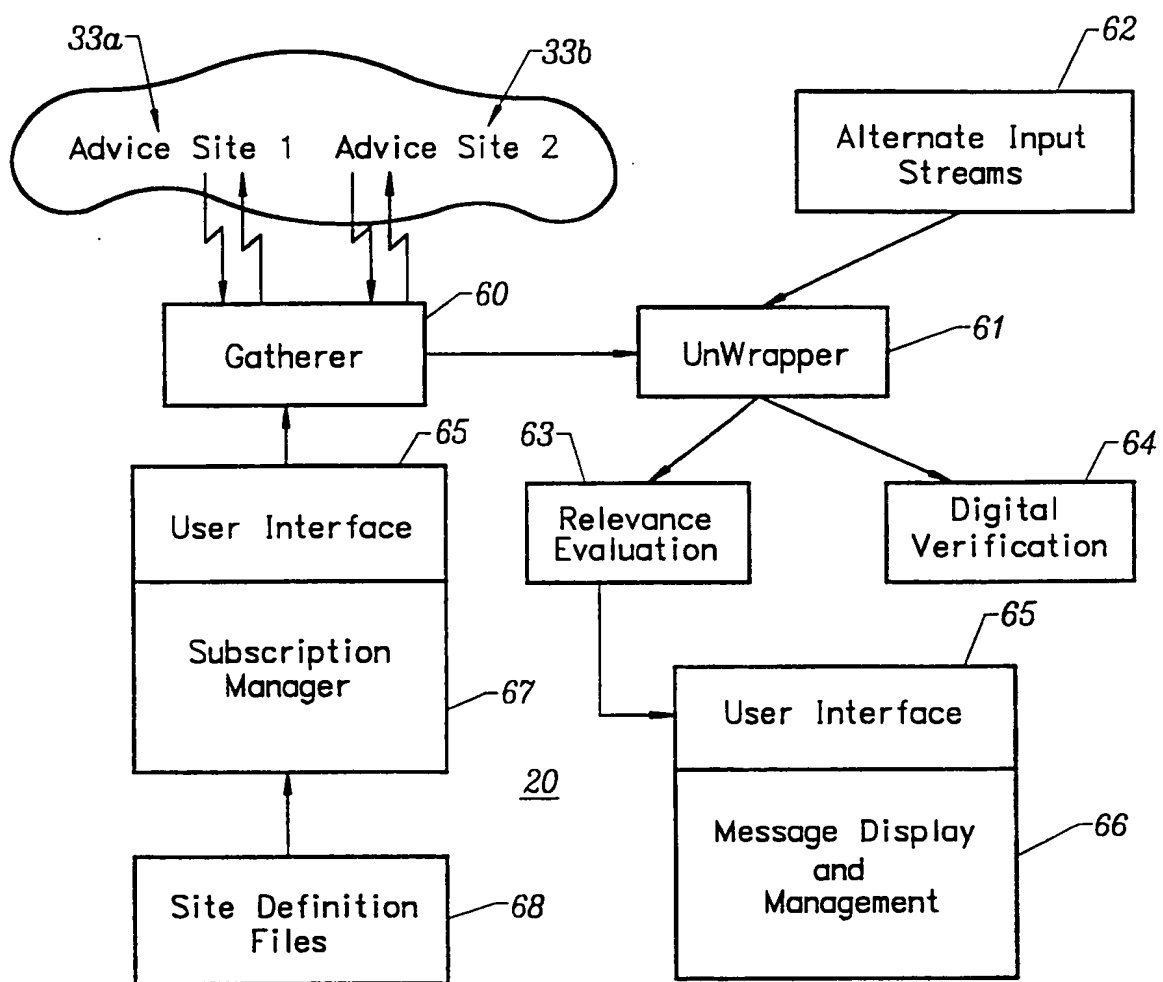 33a
33b
62
Advice Site 1
Advice Site 2
Alternate Input
Streams
60
Gatherer
61
UnWrapper
65
63
64
User Interface
Relevance
Evaluation
Digital
Verification
Subscription
Manager
67
65
User Interface
20
Message Display
and
Management
66
Site Definition
Files
68